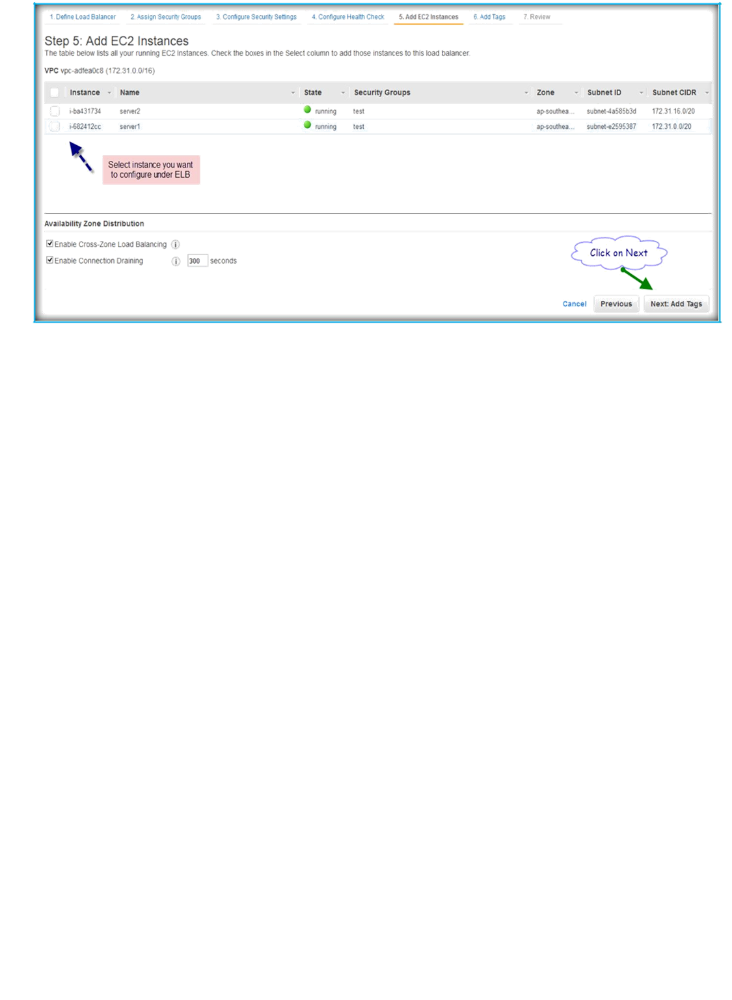 1. Define Load Balancer 2. Assign Security Groups 3. Configure Security Settings 4. Configure Health Check 5. Add EC2 Instances 6. Add Tags 7. Review
Step 5: Add EC2 Instances
The table below lists all your running EC2 Instances. Check the boxes in the Select column to add those instances to this load balancer.
VPC vpc-adfea0c8 (172.31.0.0/16)
Instance Name State Security Groups Zone Subnet ID Subnet CIDR
i-ba431734 server2 running test ap-southea... subnet-4a585b3d 172.31.16.0/20
i-682412cc server1 running test ap-southea... subnet-e2595387 172.31.0.0/20
Select instance you want
to configure under ELB
Availability Zone Distribution
Enable Cross-Zone Load Balancing i
Enable Connection Draining i 300 seconds
Click on Next
Cancel Previous Next: Add Tags